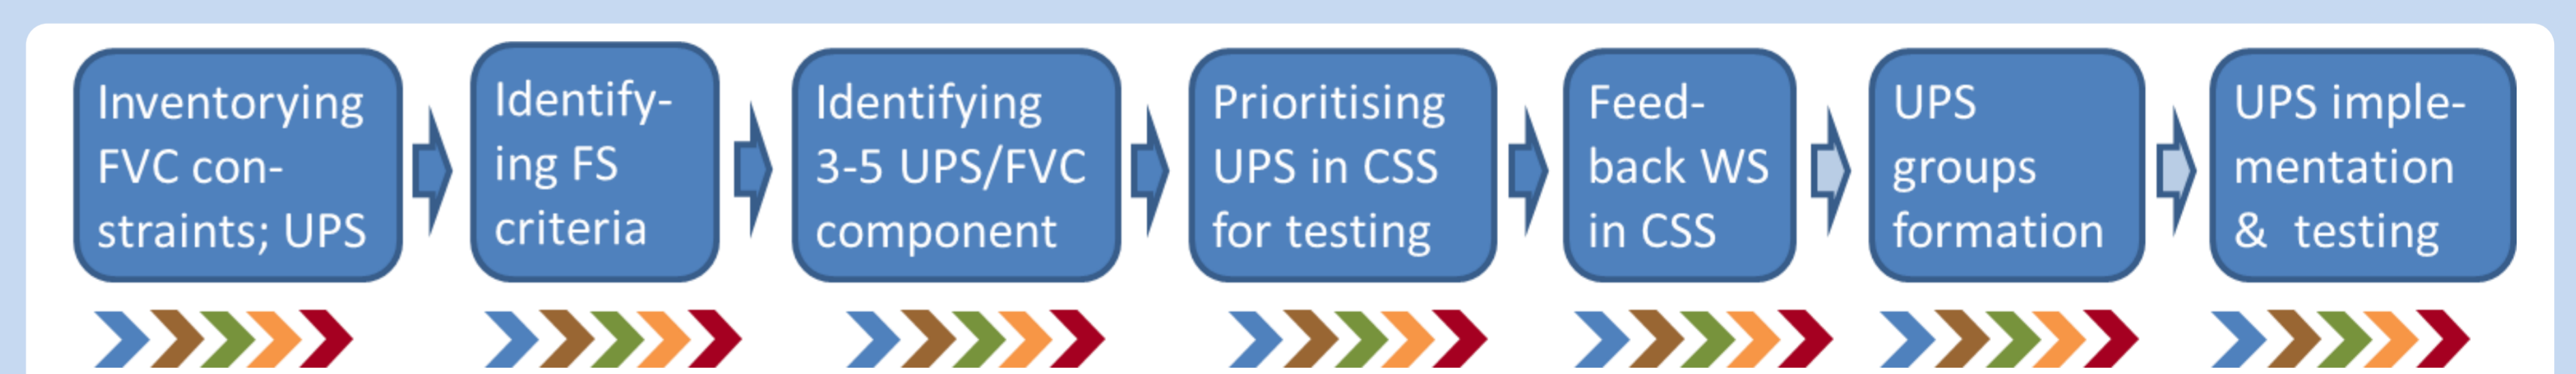 Inventorying
FVC con-
straints; UPS
Identify-
ing FS
criteria
Identifying
3-5 UPS/FVC
component
Prioritising
UPS in CSS
for testing
Feed-
back WS
in CSS
UPS
groups
formation
UPS imple-
mentation
& testing